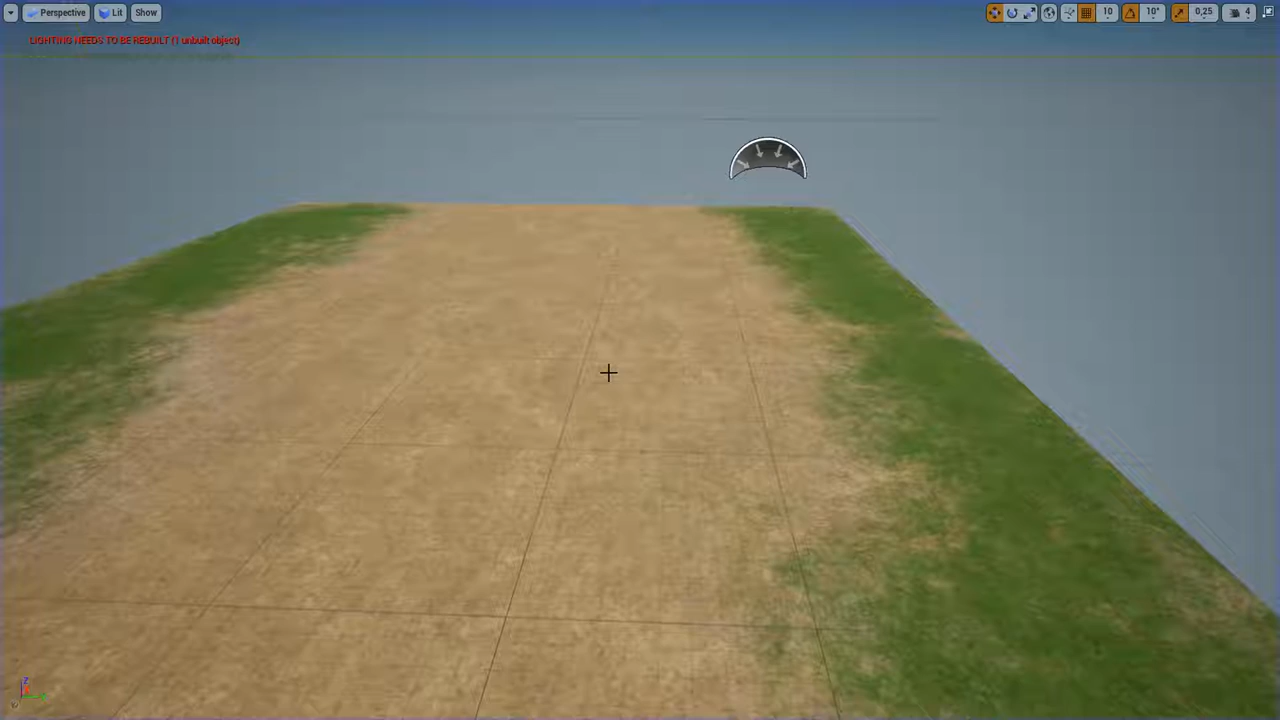 Perspective Lit Show 10 10° 0,25 4
LIGHTING NEEDS TO BE REBUILT (1 unbuilt object)
Z